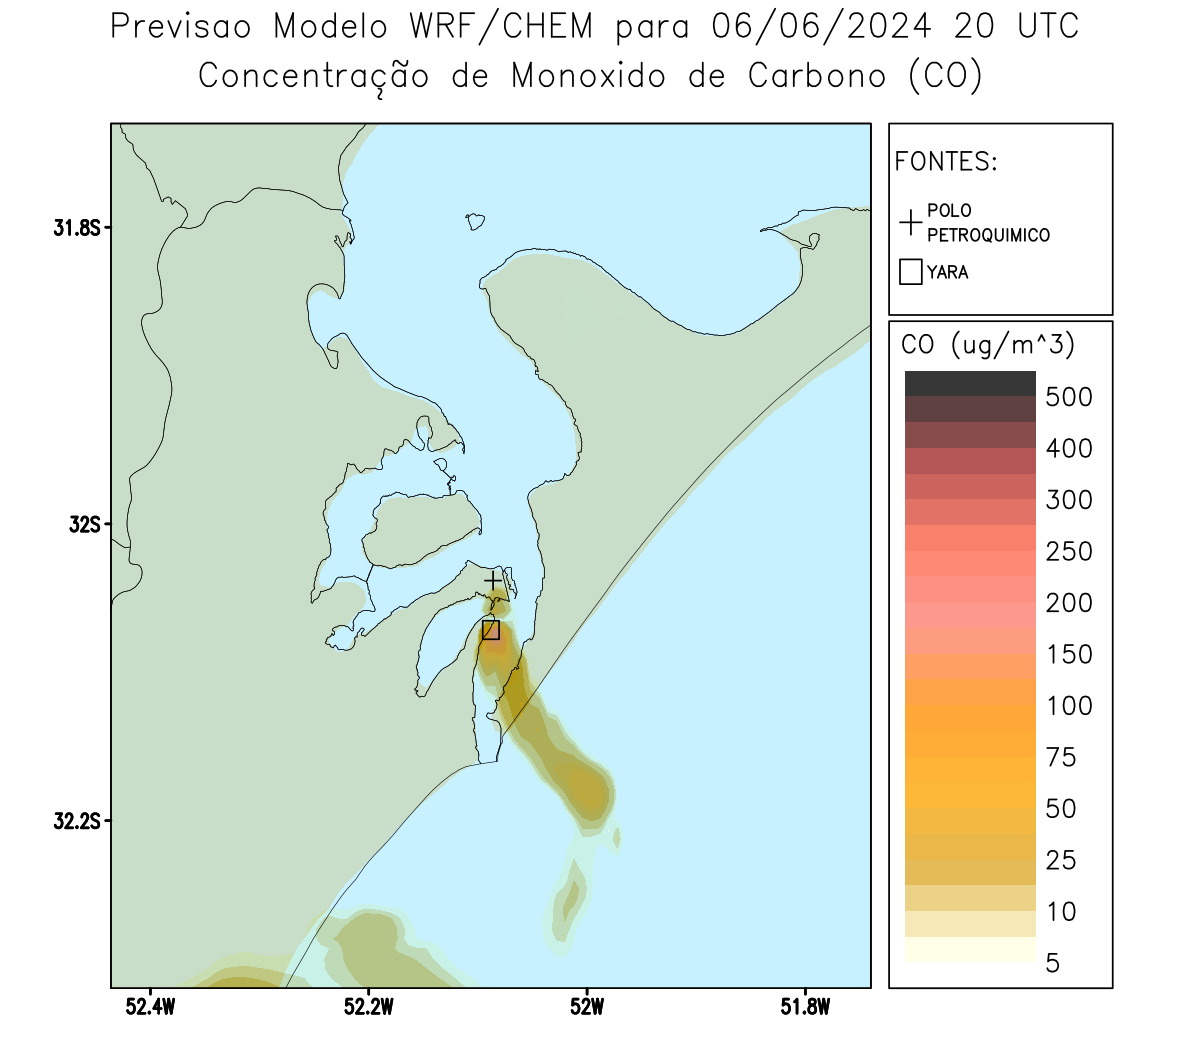 Previsao Modelo WRF/CHEM para 06/06/2024 20 UTC
Concentração de Monoxido de Carbono (CO)
FONTES:
POLO
PETROQUIMICO
YARA
CO (ug/m^3)
500
400
300
250
200
150
100
75
50
25
10
5
31.8S
32S
32.2S
52.4W
52.2W
52W
51.8W